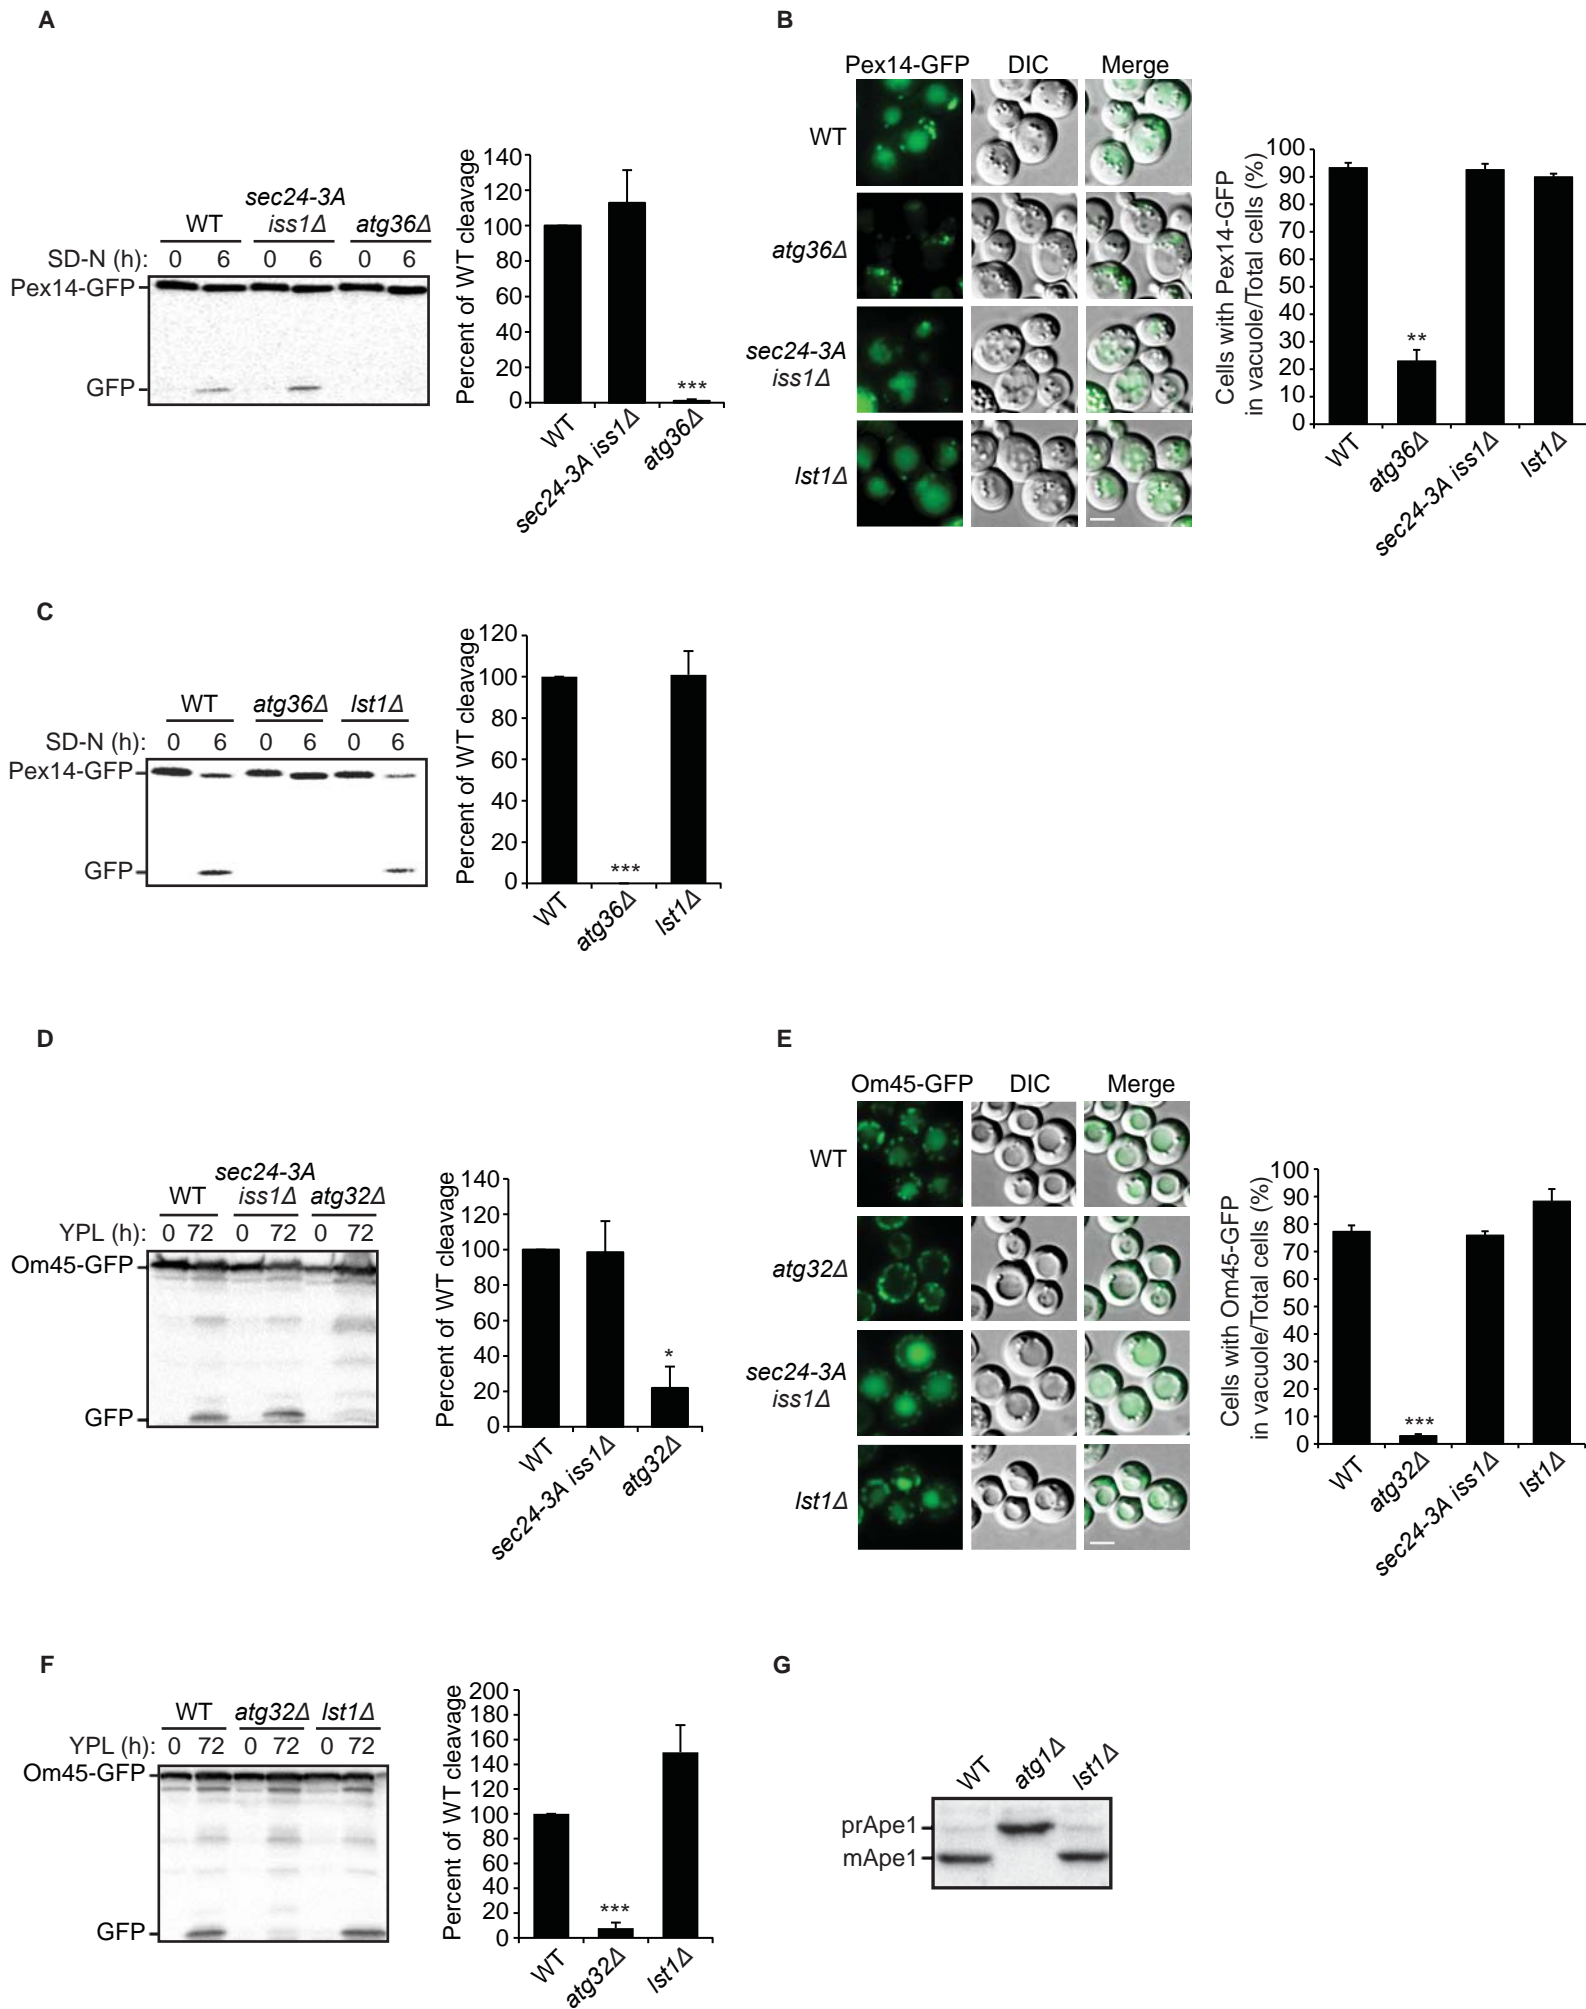 A
WT
sec24-3A
iss1Δ
atg36Δ
SD-N (h): 0 6 0 6 0 6
Pex14-GFP
GFP
Percent of WT cleavage
140
120
100
80
60
40
20
0
WT
sec24-3A iss1Δ
atg36Δ
***
B
Pex14-GFP DIC Merge
WT
atg36Δ
sec24-3A
iss1Δ
lst1Δ
Cells with Pex14-GFP
in vacuole/Total cells (%)
100
90
80
70
60
50
40
30
20
10
0
**
WT
atg36Δ
sec24-3A iss1Δ
lst1Δ
C
WT atg36Δ lst1Δ
SD-N (h): 0 6 0 6 0 6
Pex14-GFP
GFP
Percent of WT cleavage
120
100
80
60
40
20
0
***
WT
atg36Δ
lst1Δ
D
sec24-3A
WT iss1Δ atg32Δ
YPL (h): 0 72 0 72 0 72
Om45-GFP
GFP
Percent of WT cleavage
140
120
100
80
60
40
20
0
*
WT
sec24-3A iss1Δ
atg32Δ
E
Om45-GFP DIC Merge
WT
atg32Δ
sec24-3A
iss1Δ
lst1Δ
Cells with Om45-GFP
in vacuole/Total cells (%)
100
90
80
70
60
50
40
30
20
10
0
***
WT
atg32Δ
sec24-3A iss1Δ
lst1Δ
F
WT atg32Δ lst1Δ
YPL (h): 0 72 0 72 0 72
Om45-GFP
GFP
Percent of WT cleavage
200
180
160
140
120
100
80
60
40
20
0
***
WT
atg32Δ
lst1Δ
G
WT atg1Δ lst1Δ
prApe1
mApe1